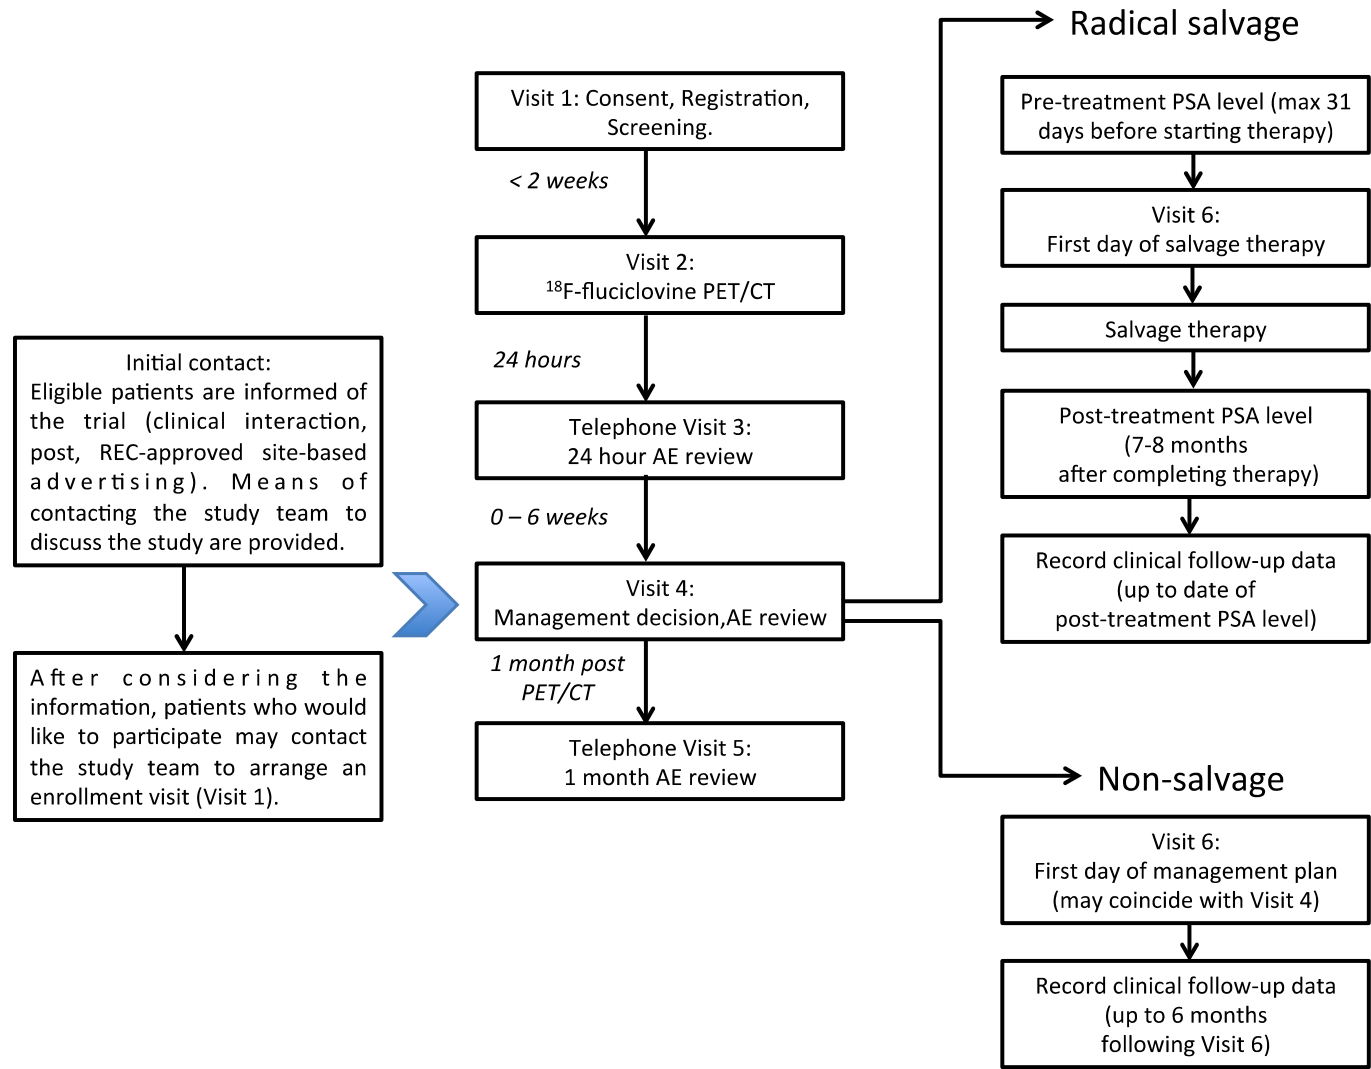 Initial contact:
Eligible patients are informed of
the trial (clinical interaction,
post, REC-approved site-based
advertising). Means of
contacting the study team to
discuss the study are provided.
After considering the
information, patients who would
like to participate may contact
the study team to arrange an
enrollment visit (Visit 1).
Visit 1: Consent, Registration,
Screening.
< 2 weeks
Visit 2:
¹⁸F-fluciclovine PET/CT
24 hours
Telephone Visit 3:
24 hour AE review
0 – 6 weeks
Visit 4:
Management decision,AE review
1 month post
PET/CT
Telephone Visit 5:
1 month AE review
Radical salvage
Pre-treatment PSA level (max 31
days before starting therapy)
Visit 6:
First day of salvage therapy
Salvage therapy
Post-treatment PSA level
(7-8 months
after completing therapy)
Record clinical follow-up data
(up to date of
post-treatment PSA level)
Non-salvage
Visit 6:
First day of management plan
(may coincide with Visit 4)
Record clinical follow-up data
(up to 6 months
following Visit 6)